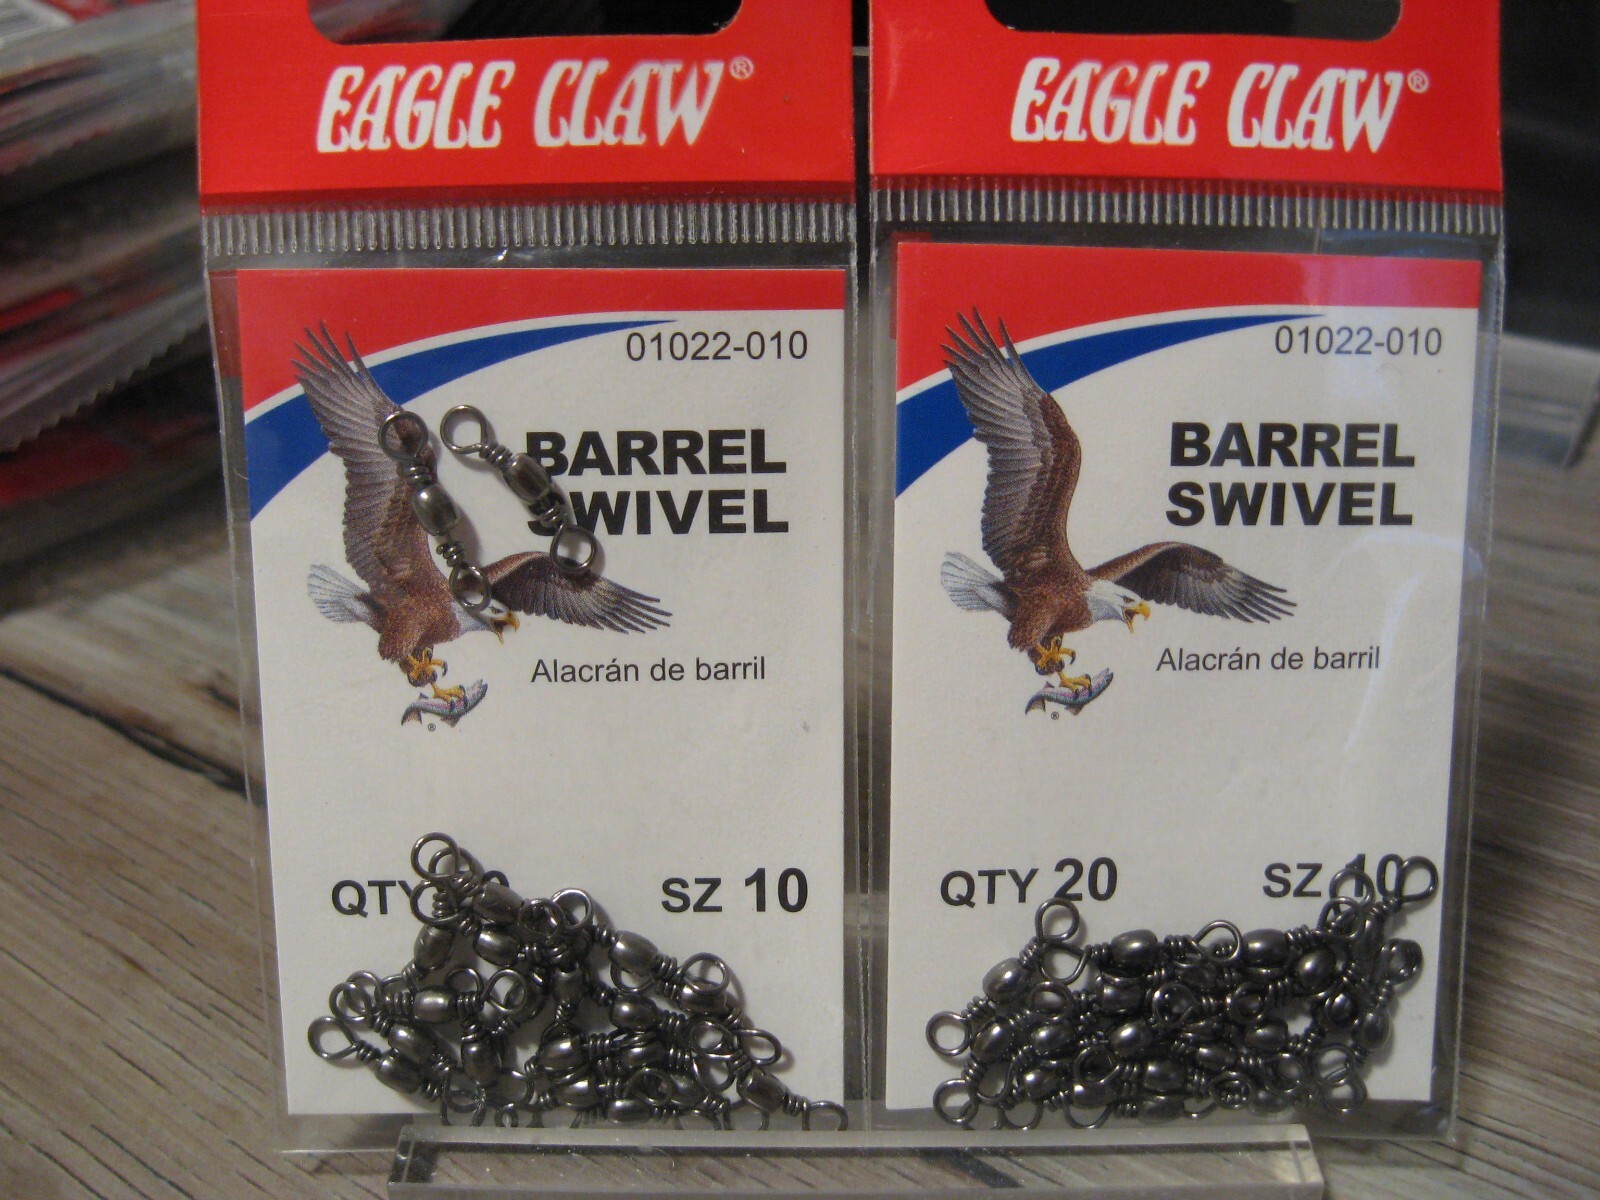 EAGLE CLAW®
01022-010
BARREL
SWIVEL
Alacrán de barril
®
QTY
SZ 10
EAGLE CLAW®
01022-010
BARREL
SWIVEL
Alacrán de barril
®
QTY 20
SZ 10